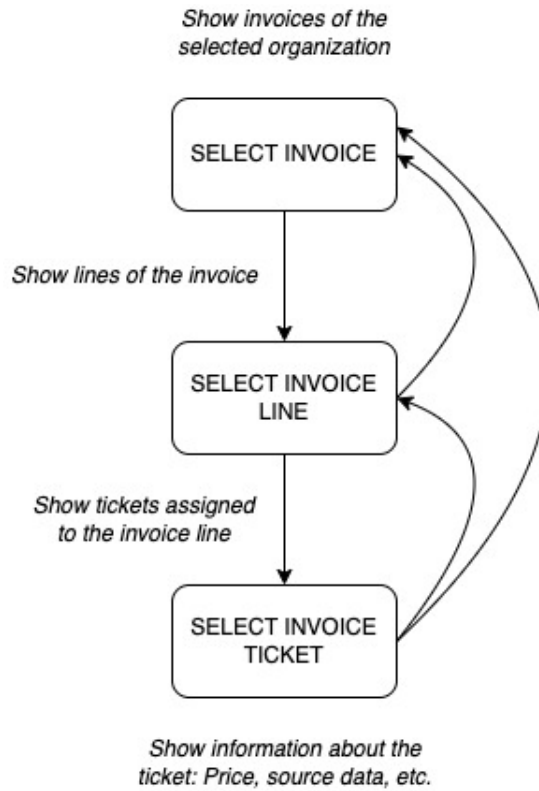 Show invoices of the
selected organization
SELECT INVOICE
Show lines of the invoice
SELECT INVOICE
LINE
Show tickets assigned
to the invoice line
SELECT INVOICE
TICKET
Show information about the
ticket: Price, source data, etc.